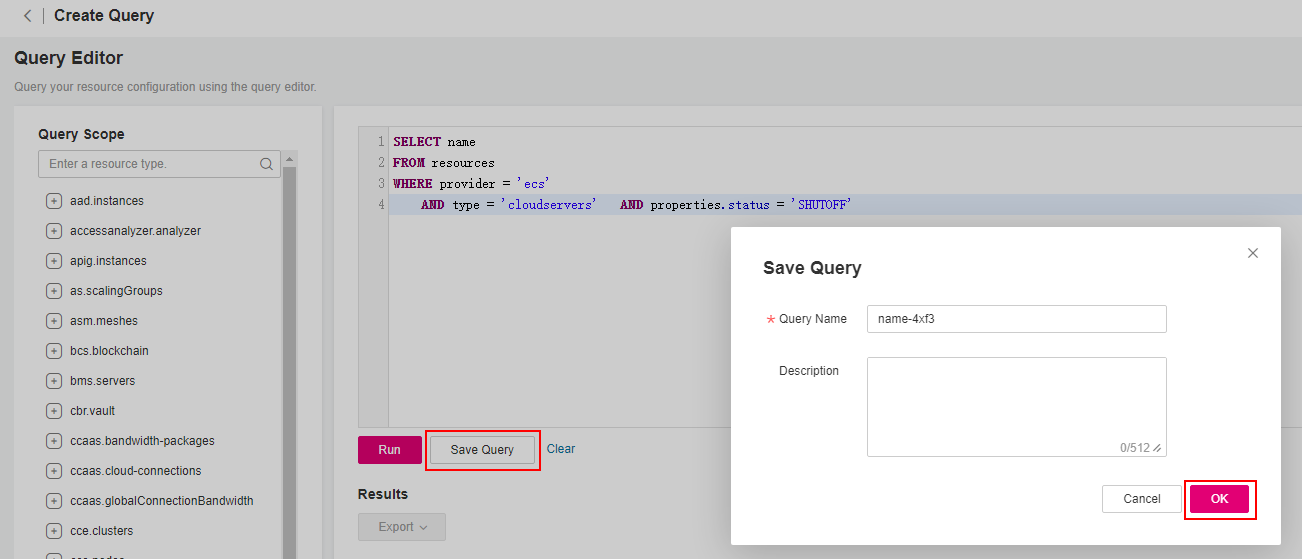 Create Query
Query Editor
Query your resource configuration using the query editor.
Query Scope
Enter a resource type.
aad.instances
accessanalyzer.analyzer
apig.instances
as.scalingGroups
asm.meshes
bcs.blockchain
bms.servers
cbr.vault
ccaas.bandwidth-packages
ccaas.cloud-connections
ccaas.globalConnectionBandwidth
cce.clusters
1 SELECT name
2 FROM resources
3 WHERE provider = 'ecs'
4 AND type = 'cloudservers' AND properties.status = 'SHUTOFF'
Run Save Query Clear
Results
Export
Save Query
* Query Name name-4xf3
Description
0/512
Cancel OK